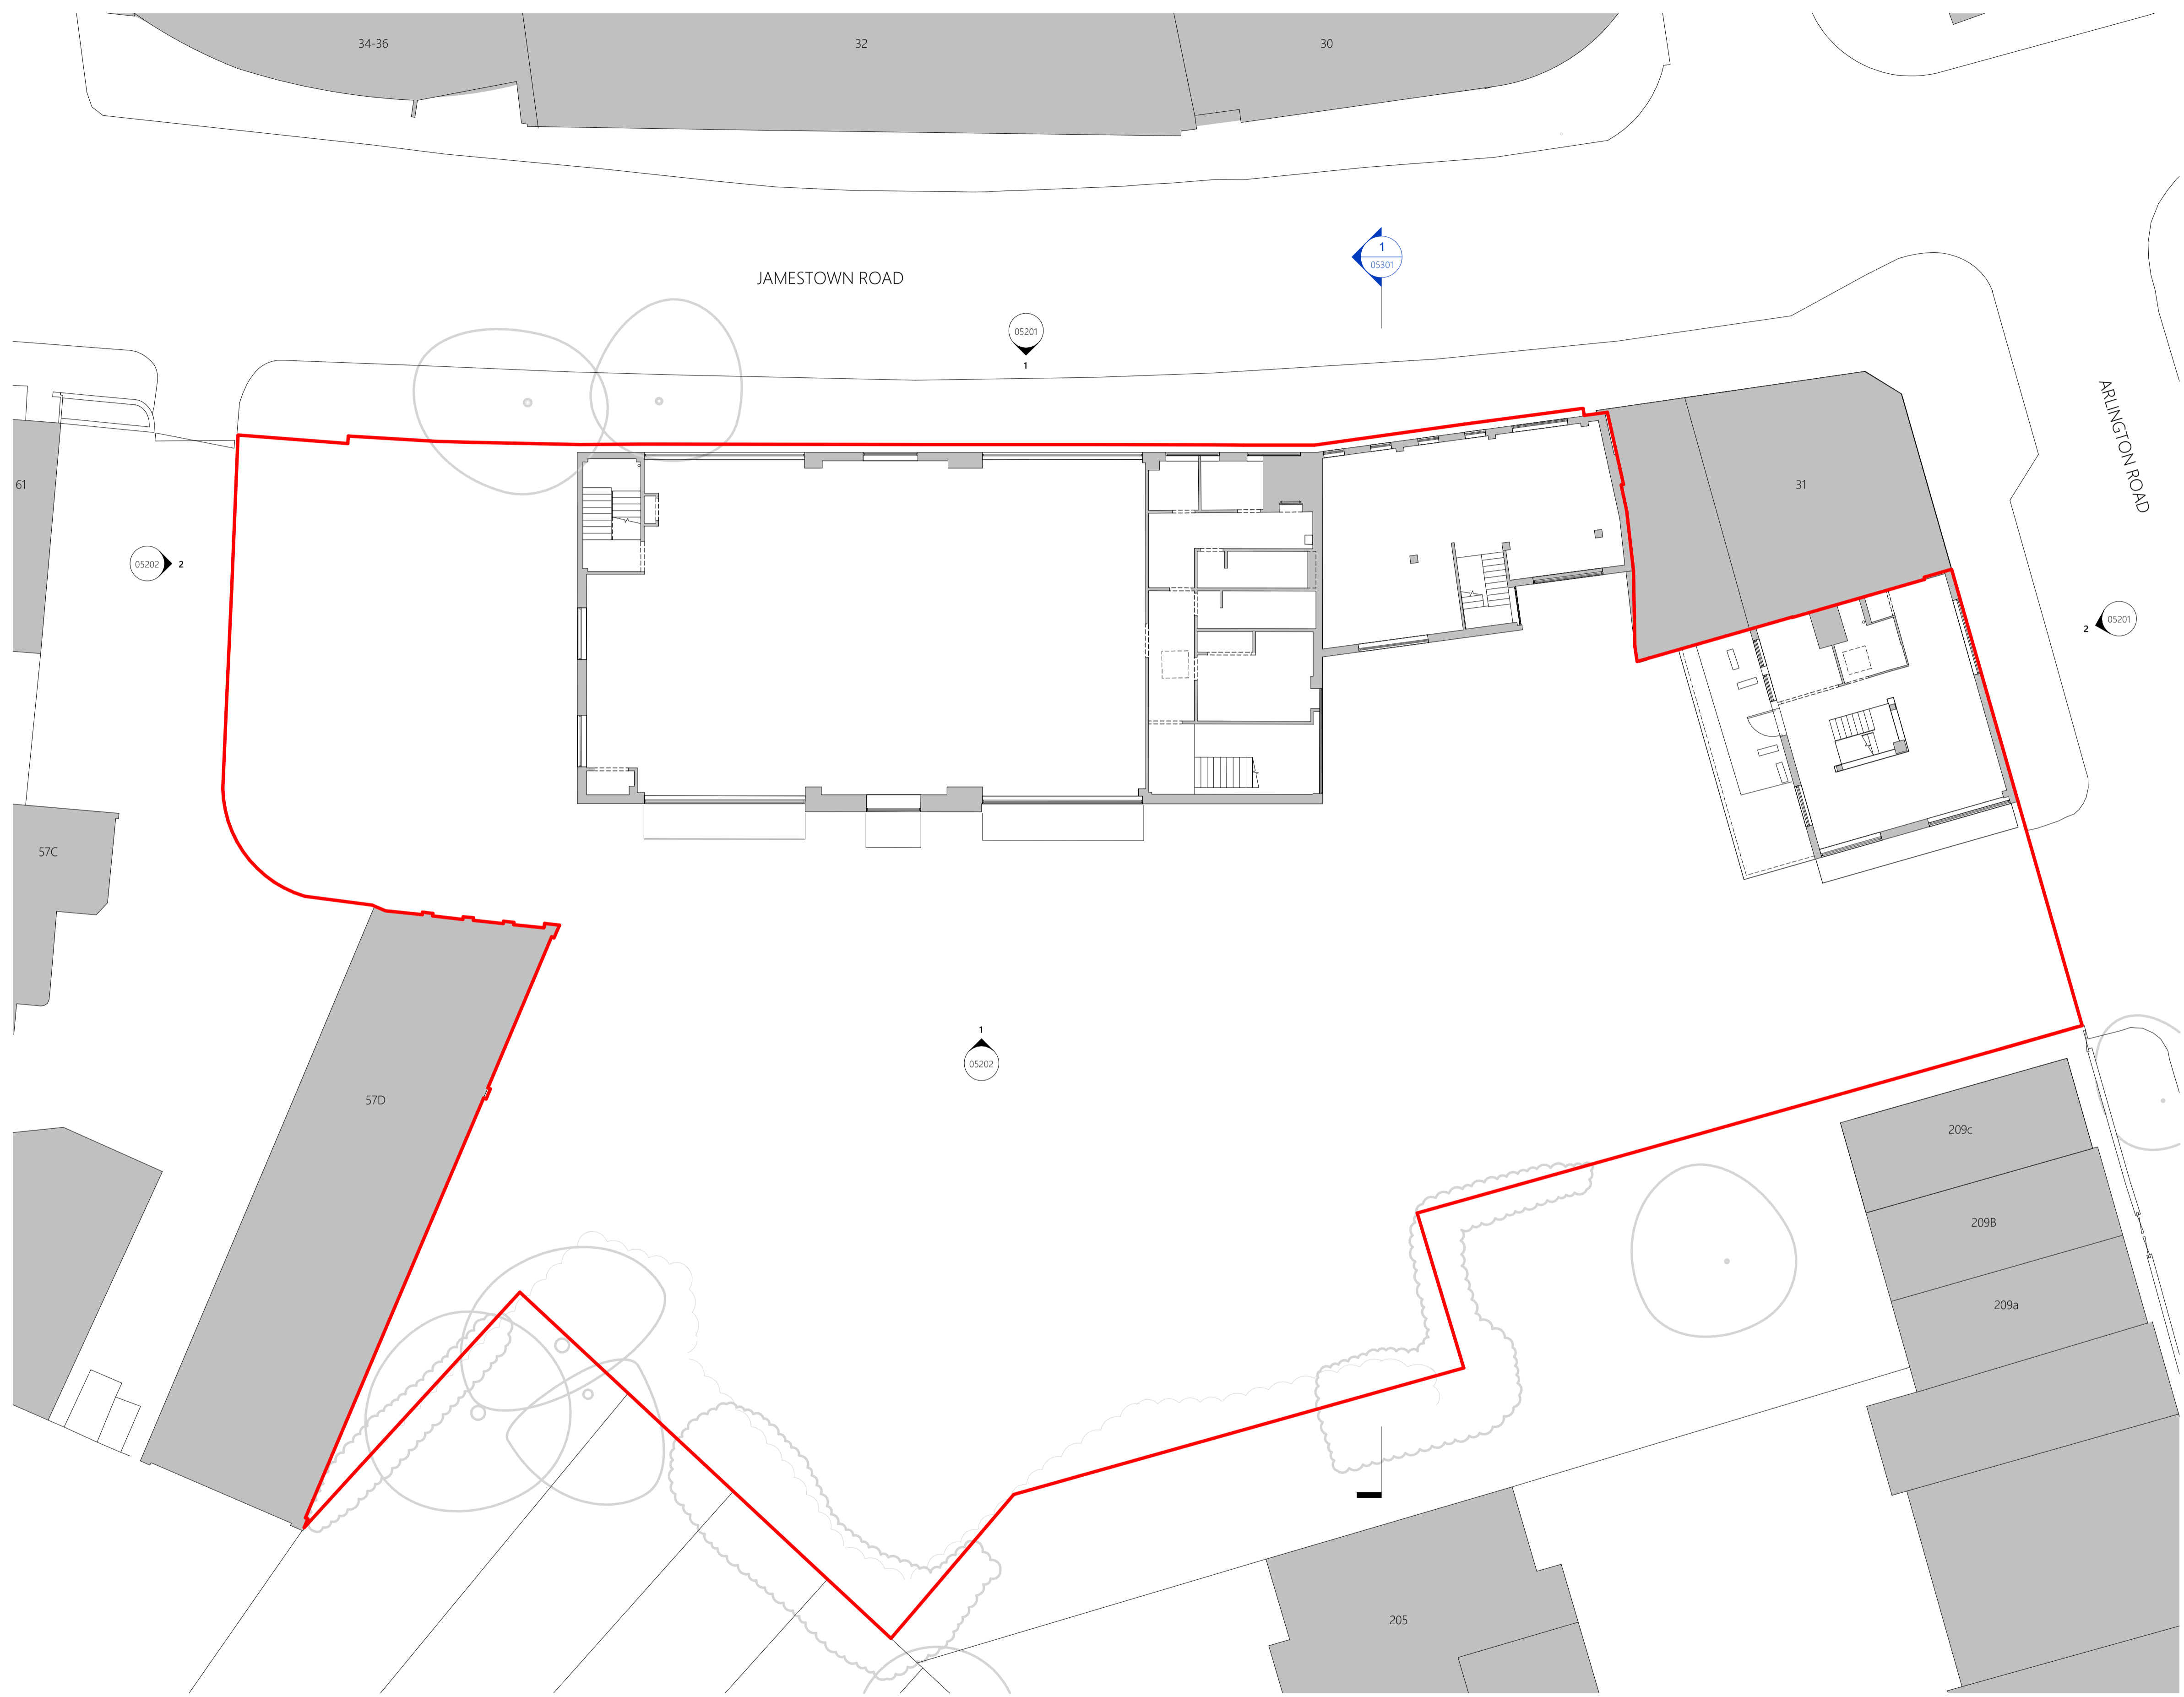 34-36
32
30
1
05301
JAMESTOWN ROAD
05201
1
ARLINGTON ROAD
61
31
05202
2
2
05201
57C
1
05202
57D
209c
209B
209a
205